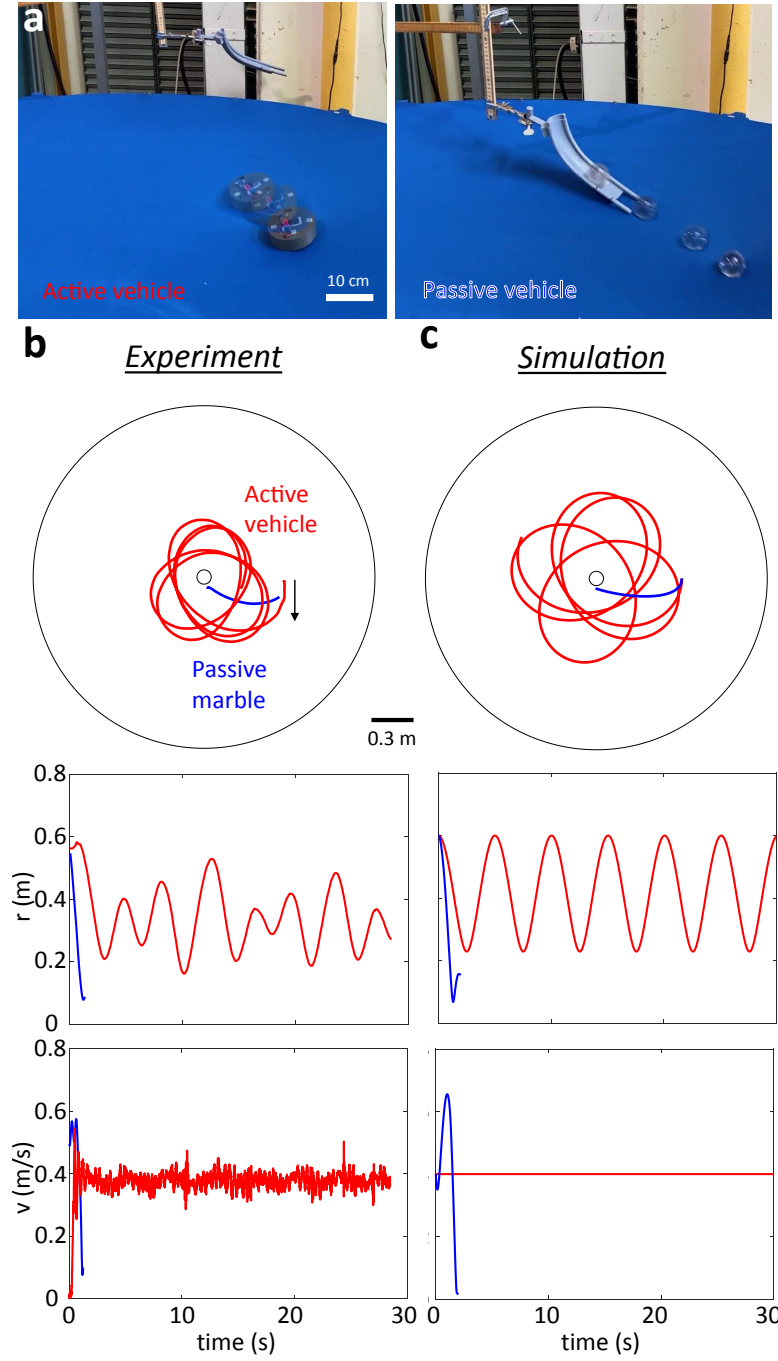 a
Active vehicle
10 cm
Passive vehicle
b
Experiment
c
Simulation
Active
vehicle
Passive
marble
0.3 m
0.8
0.6
0.4
0.2
0
r (m)
0.8
0.6
0.4
0.2
0
v (m/s)
0
10
20
30
time (s)
0
10
20
30
time (s)